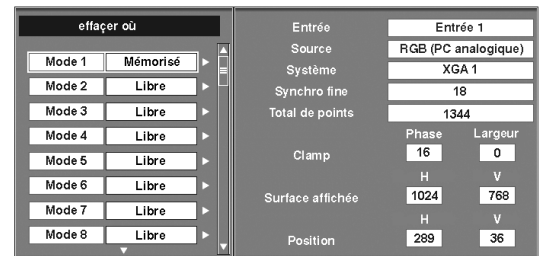 effaçer où
Mode 1 Mémorisé
Mode 2 Libre
Mode 3 Libre
Mode 4 Libre
Mode 5 Libre
Mode 6 Libre
Mode 7 Libre
Mode 8 Libre
Entrée Entrée 1
Source RGB (PC analogique)
Système XGA 1
Synchro fine 18
Total de points 1344
Phase Largeur
Clamp 16 0
H V
Surface affichée 1024 768
H V
Position 289 36